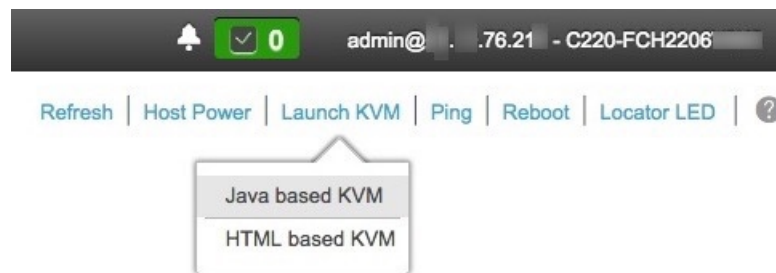 0 admin@ . .76.21 - C220-FCH2206
Refresh | Host Power | Launch KVM | Ping | Reboot | Locator LED | ?
Java based KVM
HTML based KVM